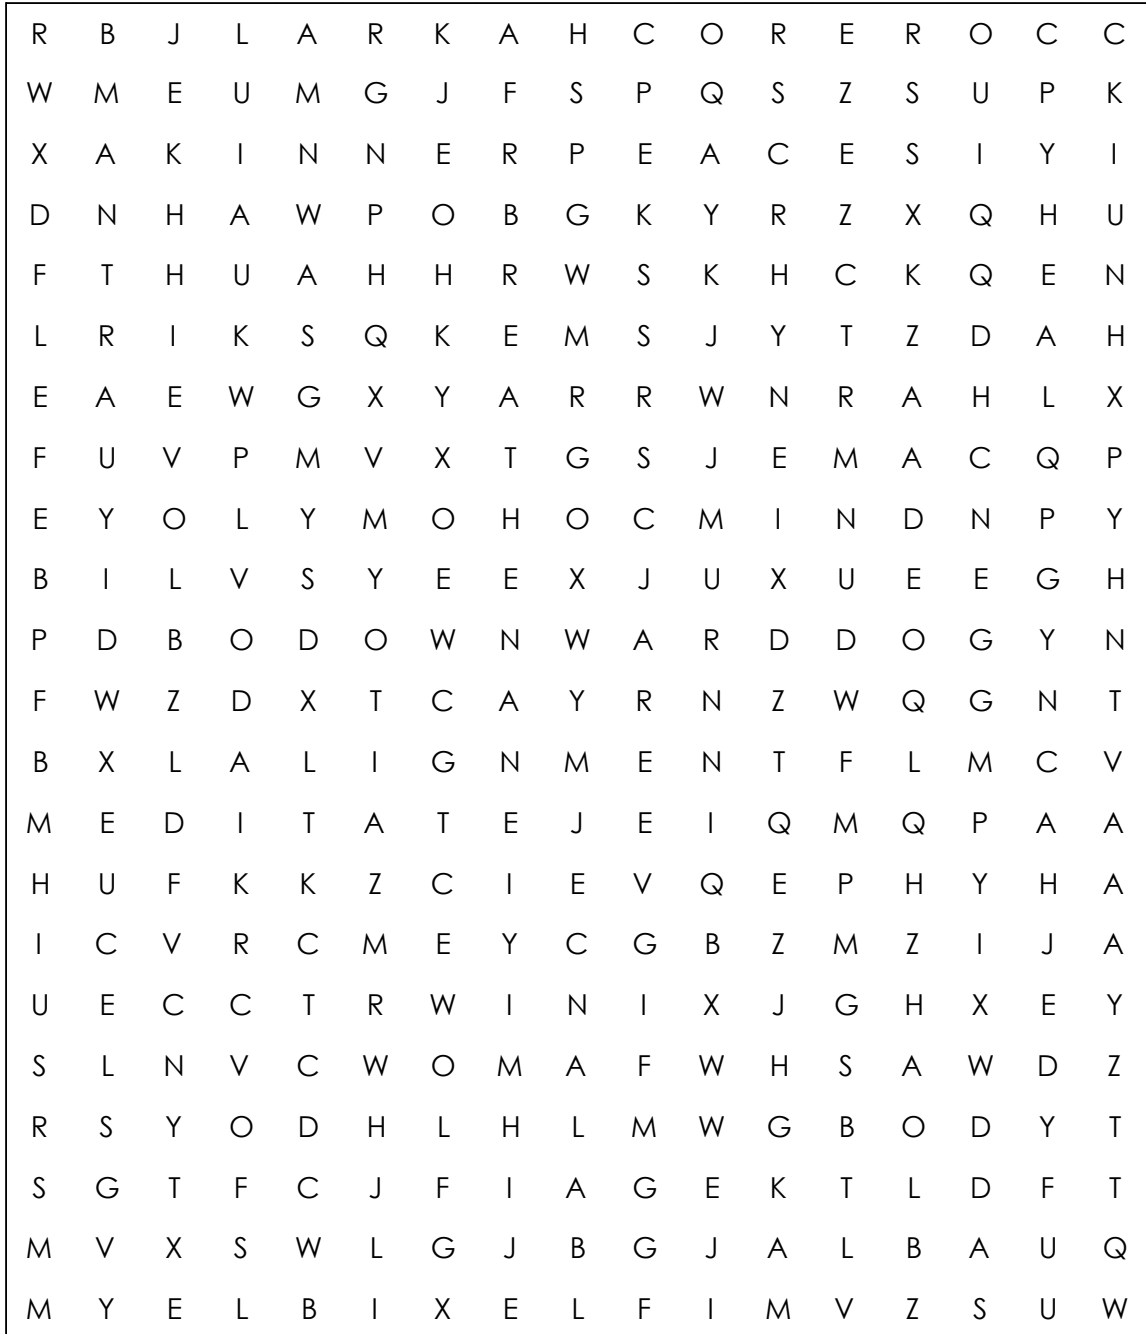 R B J L A R K A H C O R E R O C C
W M E U M G J F S P Q S Z S U P K
X A K I N N E R P E A C E S I Y I
D N H A W P O B G K Y R Z X Q H U
F T H U A H H R W S K H C K Q E N
L R I K S Q K E M S J Y T Z D A H
E A E W G X Y A R R W N R A H L X
F U V P M V X T G S J E M A C Q P
E Y O L Y M O H O C M I N D N P Y
B I L V S Y E E X J U X U E E G H
P D B O D O W N W A R D D O G Y N
F W Z D X T C A Y R N Z W Q G N T
B X L A L I G N M E N T F L M C V
M E D I T A T E J E I Q M Q P A A
H U F K K Z C I E V Q E P H Y H A
I C V R C M E Y C G B Z M Z I J A
U E C C T R W I N I X J G H X E Y
S L N V C W O M A F W H S A W D Z
R S Y O D H L H L M W G B O D Y T
S G T F C J F I A G E K T L D F T
M V X S W L G J B G J A L B A U Q
M Y E L B I X E L F I M V Z S U W